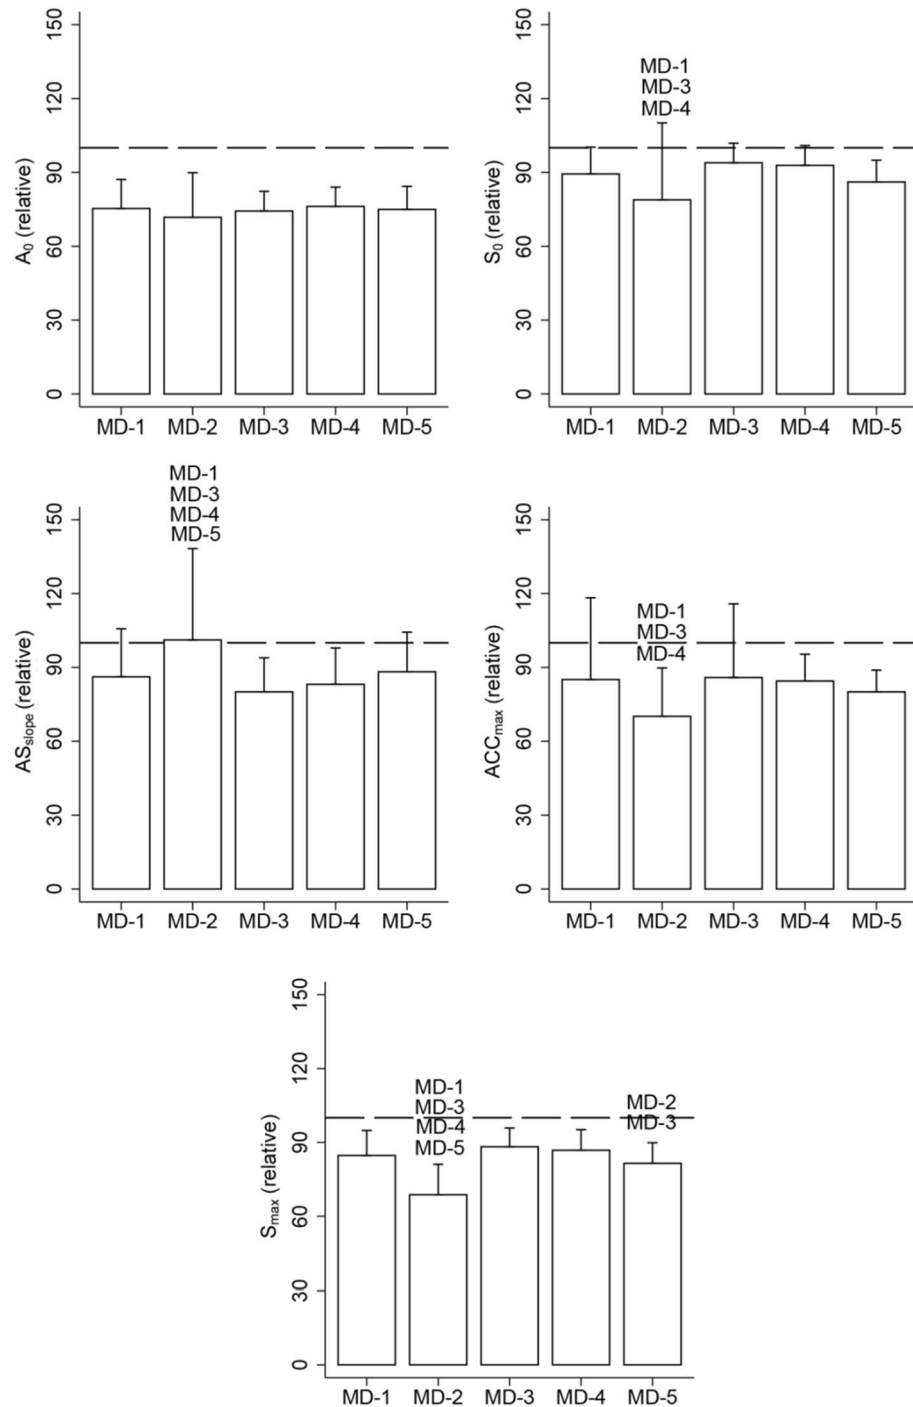 150
120
90
60
30
0
A0 (relative)
MD-1 MD-2 MD-3 MD-4 MD-5
150
120
90
60
30
0
S0 (relative)
MD-1
MD-3
MD-4
MD-1 MD-2 MD-3 MD-4 MD-5
150
120
90
60
30
0
ASslope (relative)
MD-1
MD-3
MD-4
MD-5
MD-1 MD-2 MD-3 MD-4 MD-5
150
120
90
60
30
0
ACCmax (relative)
MD-1
MD-3
MD-4
MD-1 MD-2 MD-3 MD-4 MD-5
150
120
90
60
30
0
Smax (relative)
MD-1
MD-3
MD-4
MD-5
MD-2
MD-3
MD-1 MD-2 MD-3 MD-4 MD-5